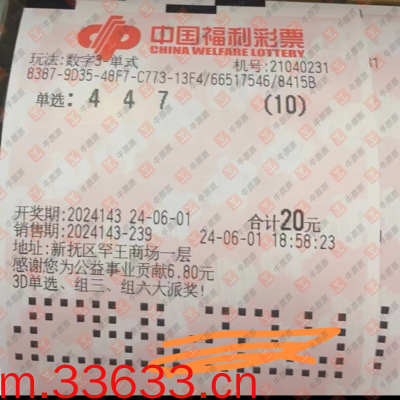 中国福利彩票
CHINA WELFARE LOTTERY
玩法:数字3-单式 机号:21040231
8387-9D35-48F7-C773-13F4/66517546/8415B
单选: 4 4 7 (10)
开奖期:2024143 24-06-01 合计20元
销售期:2024143-239 24-06-01 18:58:23
地址:新抚区罕王商场一层
感谢您为公益事业贡献6.80元
3D单选、组三、组六大派奖!
m.33633.cn